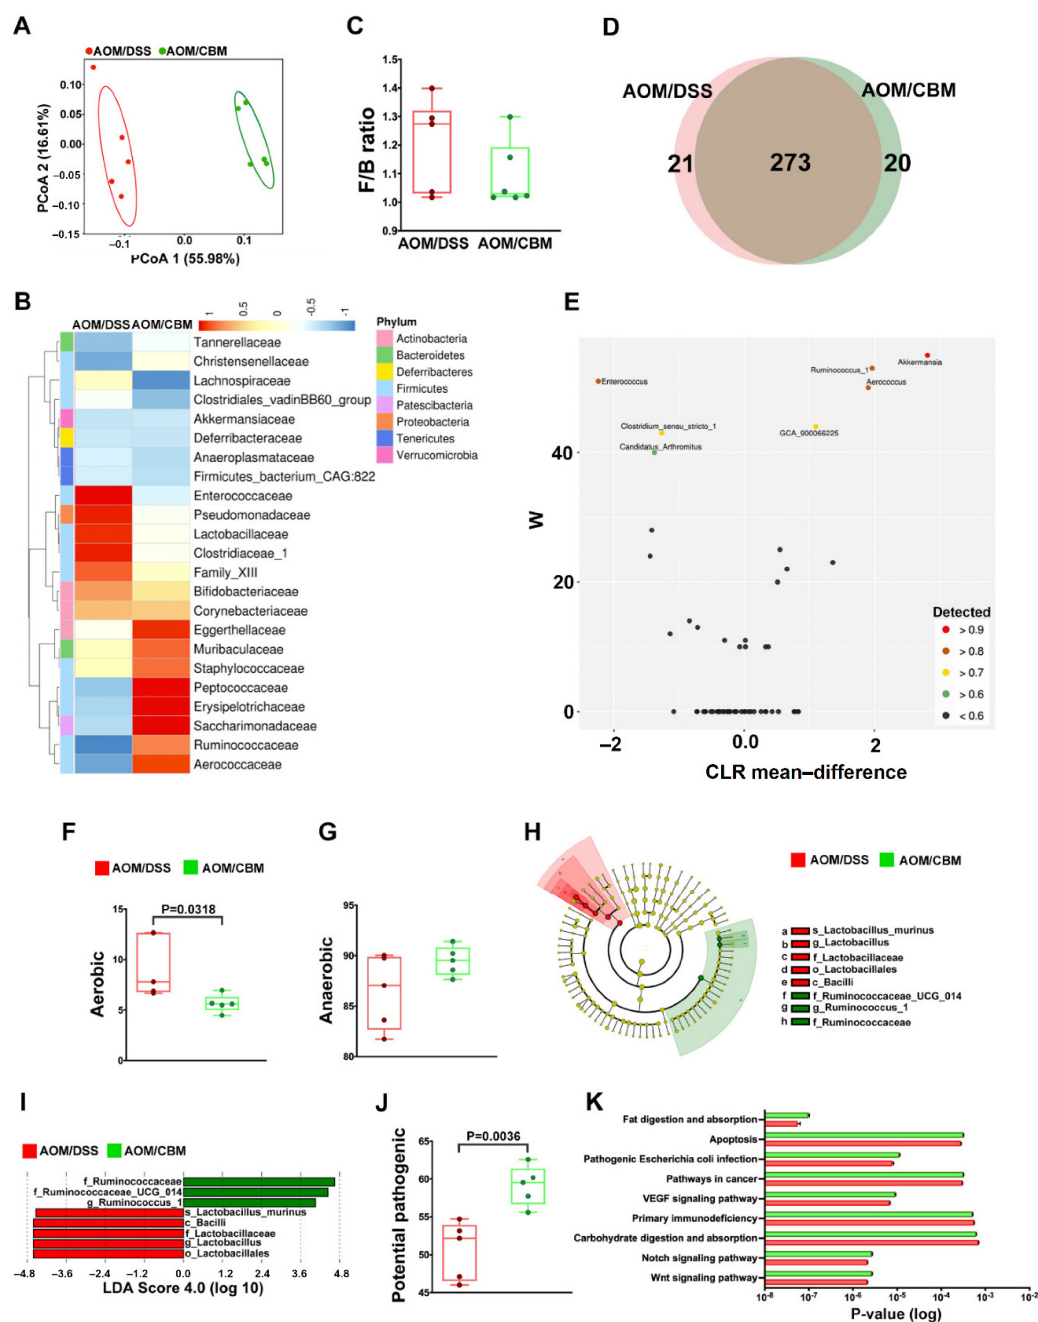 A
AOM/DSS AOM/CBM
PCoA 2 (16.61%)
0.10
0.05
0.00
−0.05
−0.10
−0.15
−0.1 0.0 0.1
PCoA 1 (55.98%)
C
F/B ratio
1.5
1.4
1.3
1.2
1.1
1.0
0.9
AOM/DSS AOM/CBM
D
AOM/DSS
AOM/CBM
21
273
20
B
AOM/DSS AOM/CBM
1
0.5
0
-0.5
-1
Tannerellaceae
Christensenellaceae
Lachnospiraceae
Clostridiales_vadinBB60_group
Akkermansiaceae
Deferribacteraceae
Anaeroplasmataceae
Firmicutes_bacterium_CAG:822
Enterococcaceae
Pseudomonadaceae
Lactobacillaceae
Clostridiaceae_1
Family_XIII
Bifidobacteriaceae
Corynebacteriaceae
Eggerthellaceae
Muribaculaceae
Staphylococcaceae
Peptococcaceae
Erysipelotrichaceae
Saccharimonadaceae
Ruminococcaceae
Aerococcaceae
Phylum
Actinobacteria
Bacteroidetes
Deferribacteres
Firmicutes
Patescibacteria
Proteobacteria
Tenericutes
Verrucomicrobia
E
Akkermansia
Ruminococcus_1
Enterococcus
Aerococcus
Clostridium_sensu_stricto_1
GCA_900066225
Candidatus_Arthromitus
W
40
20
0
−2 0.0 2
CLR mean−difference
Detected
> 0.9
> 0.8
> 0.7
> 0.6
< 0.6
F
AOM/DSS AOM/CBM
P=0.0318
Aerobic
15
10
5
0
G
Anaerobic
95
90
85
80
H
AOM/DSS AOM/CBM
a s_Lactobacillus_murinus
b g_Lactobacillus
c f_Lactobacillaceae
d o_Lactobacillales
e c_Bacilli
f f_Ruminococcaceae_UCG_014
g g_Ruminococcus_1
h f_Ruminococcaceae
I
AOM/DSS AOM/CBM
f_Ruminococcaceae
f_Ruminococcaceae_UCG_014
g_Ruminococcus_1
s_Lactobacillus_murinus
c_Bacilli
f_Lactobacillaceae
g_Lactobacillus
o_Lactobacillales
−4.8 −3.6 −2.4 −1.2 0.0 1.2 2.4 3.6 4.8
LDA Score 4.0 (log 10)
J
P=0.0036
Potential pathogenic
65
60
55
50
45
K
Fat digestion and absorption
Apoptosis
Pathogenic Escherichia coli infection
Pathways in cancer
VEGF signaling pathway
Primary immunodeficiency
Carbohydrate digestion and absorption
Notch signaling pathway
Wnt signaling pathway
10⁻⁸ 10⁻⁷ 10⁻⁶ 10⁻⁵ 10⁻⁴ 10⁻³ 10⁻²
P-value (log)